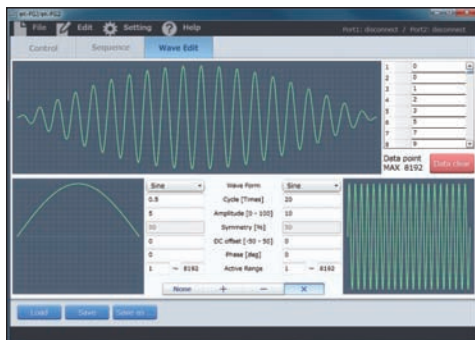 File Edit Setting Help
Port1: disconnect / Port2: disconnect
Control Sequence Wave Edit
1 0
2 0
3 1
4 2
5 3
6 5
7 7
8 9
Data point
MAX 8192
Data clear
Sine Wave Form Sine
0.5 Cycle [Times] 20
5 Amplitude [0 - 100] 10
50 Symmetry [%] 50
0 DC offset [-50 - 50] 0
0 Phase [deg] 0
1 ~ 8192 Active Range 1 ~ 8192
None + − ×
Load Save Save as